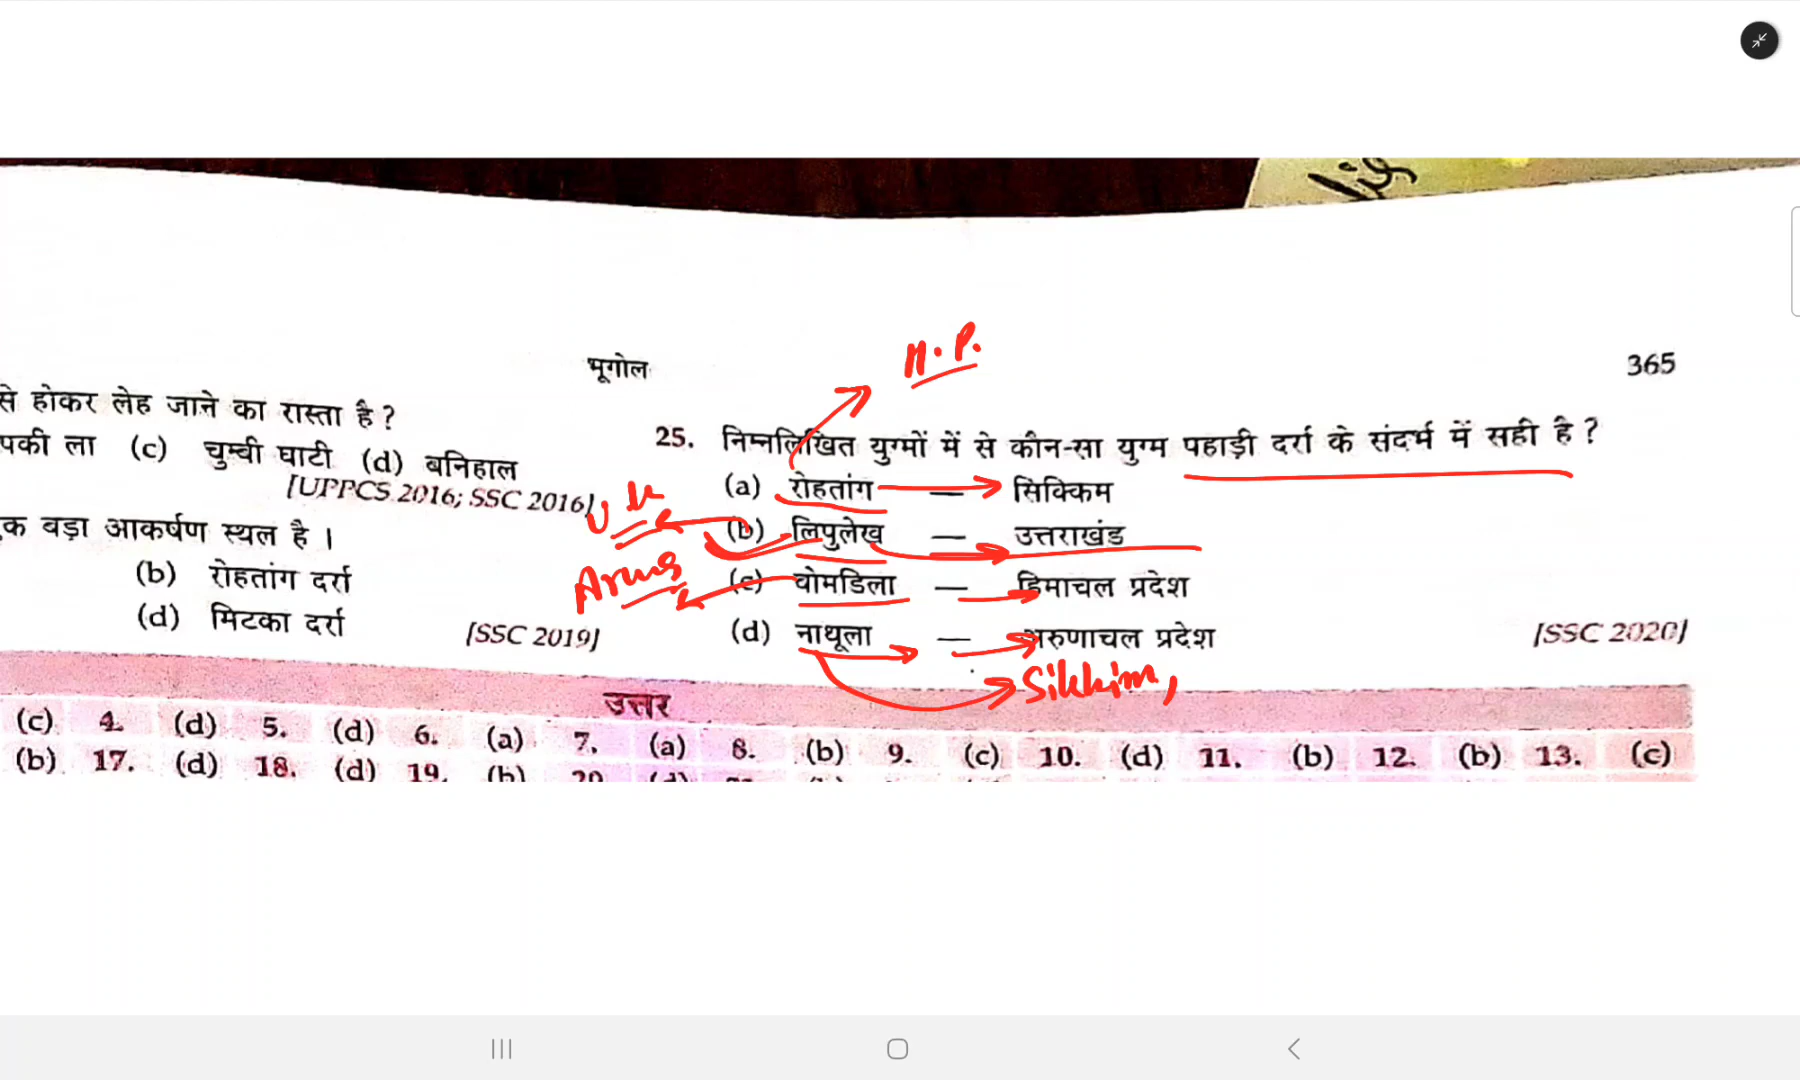 भूगोल
365
से होकर लेह जाने का रास्ता है ?
पकी ला (c) चुम्बी घाटी (d) बनिहाल
[UPPCS 2016; SSC 2016]
क बड़ा आकर्षण स्थल है ।
(b) रोहतांग दर्रा
(d) मिटका दर्रा
[SSC 2019]
H.P.
25. निम्नलिखित युग्मों में से कौन-सा युग्म पहाड़ी दर्रा के संदर्भ में सही है ?
(a) रोहतांग — सिक्किम
U.K
(b) लिपुलेख — उत्तराखंड
(c) वोमडिला — हिमाचल प्रदेश
(d) नाथूला — अरुणाचल प्रदेश
[SSC 2020]
Sikkim,
उत्तर
(c) 4. (d) 5. (d) 6. (a) 7. (a) 8. (b) 9. (c) 10. (d) 11. (b) 12. (b) 13. (c)
(b) 17. (d) 18. (d) 19. (b) 20.